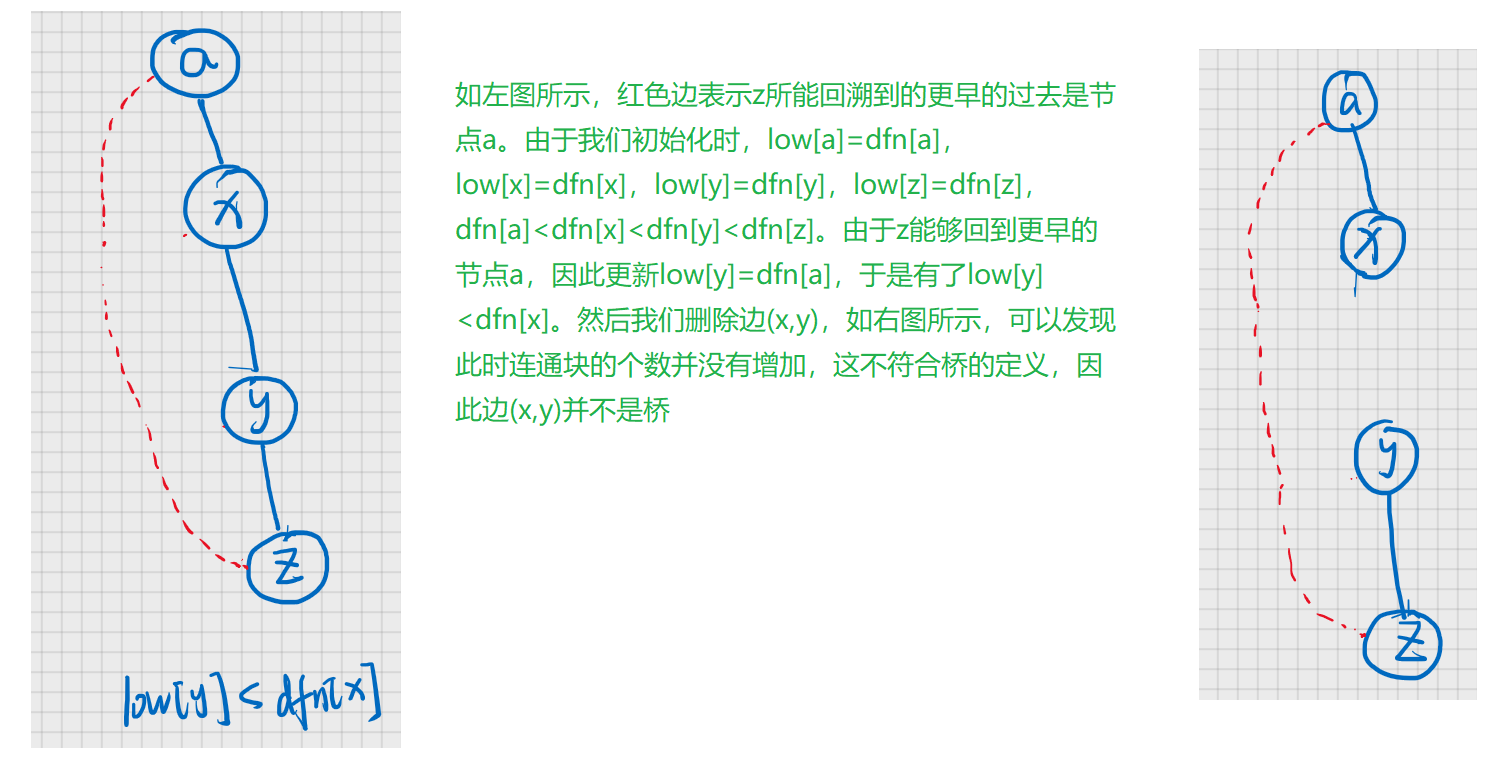 a
x
y
z
low[y]<dfn[x]
如左图所示，红色边表示z所能回溯到的更早的过去是节
点a。由于我们初始化时，low[a]=dfn[a]，
low[x]=dfn[x]，low[y]=dfn[y]，low[z]=dfn[z]，
dfn[a]<dfn[x]<dfn[y]<dfn[z]。由于z能够回到更早的
节点a，因此更新low[y]=dfn[a]，于是有了low[y]
<dfn[x]。然后我们删除边(x,y)，如右图所示，可以发现
此时连通块的个数并没有增加，这不符合桥的定义，因
此边(x,y)并不是桥
a
x
y
z